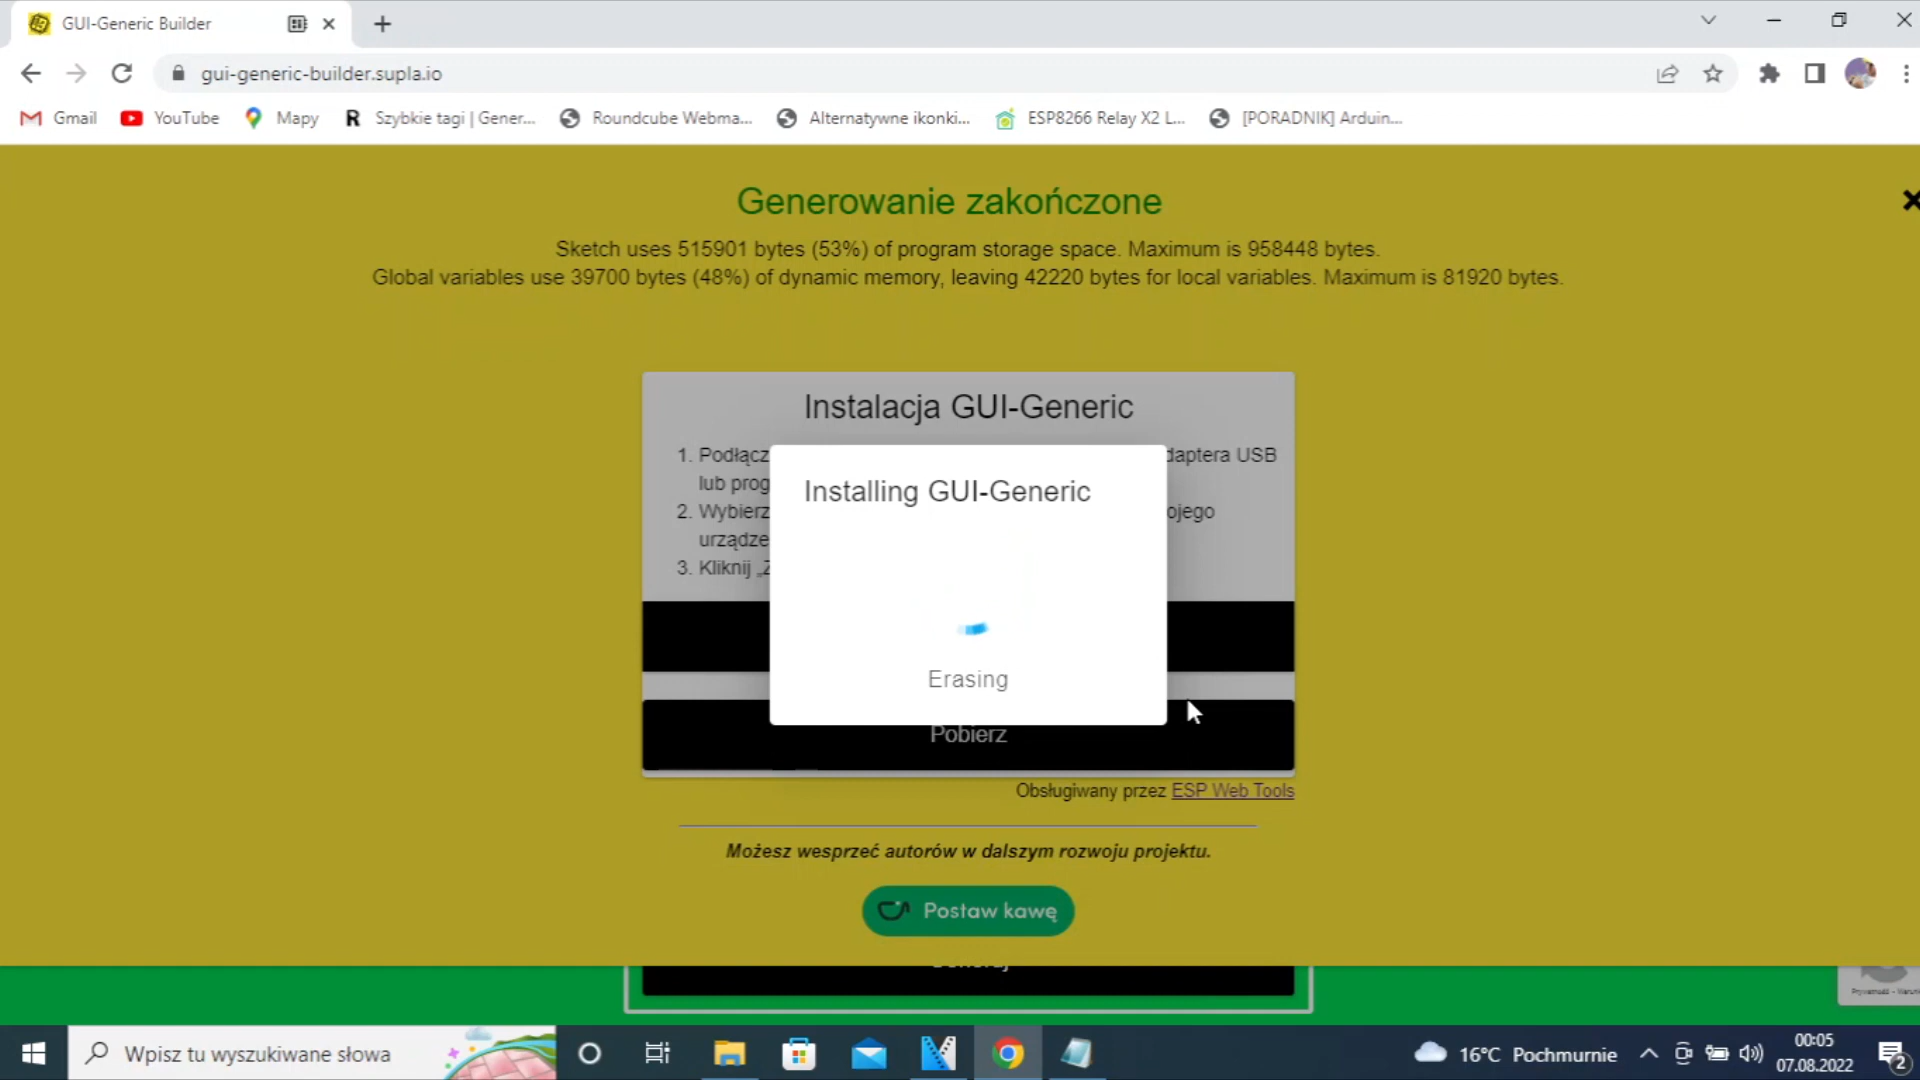 GUI-Generic Builder
gui-generic-builder.supla.io
Gmail
YouTube
Mapy
Szybkie tagi | Gener...
Roundcube Webma...
Alternatywne ikonki...
ESP8266 Relay X2 L...
[PORADNIK] Arduin...
Generowanie zakończone
Sketch uses 515901 bytes (53%) of program storage space. Maximum is 958448 bytes.
Global variables use 39700 bytes (48%) of dynamic memory, leaving 42220 bytes for local variables. Maximum is 81920 bytes.
Instalacja GUI-Generic
1. Podłącz daptera USB
lub prog
2. Wybierz ojego
urządze
3. Kliknij „Z
Installing GUI-Generic
Erasing
Pobierz
Obsługiwany przez ESP Web Tools
Możesz wesprzeć autorów w dalszym rozwoju projektu.
Postaw kawę
Wpisz tu wyszukiwane słowa
16°C Pochmurnie
00:05
07.08.2022
2